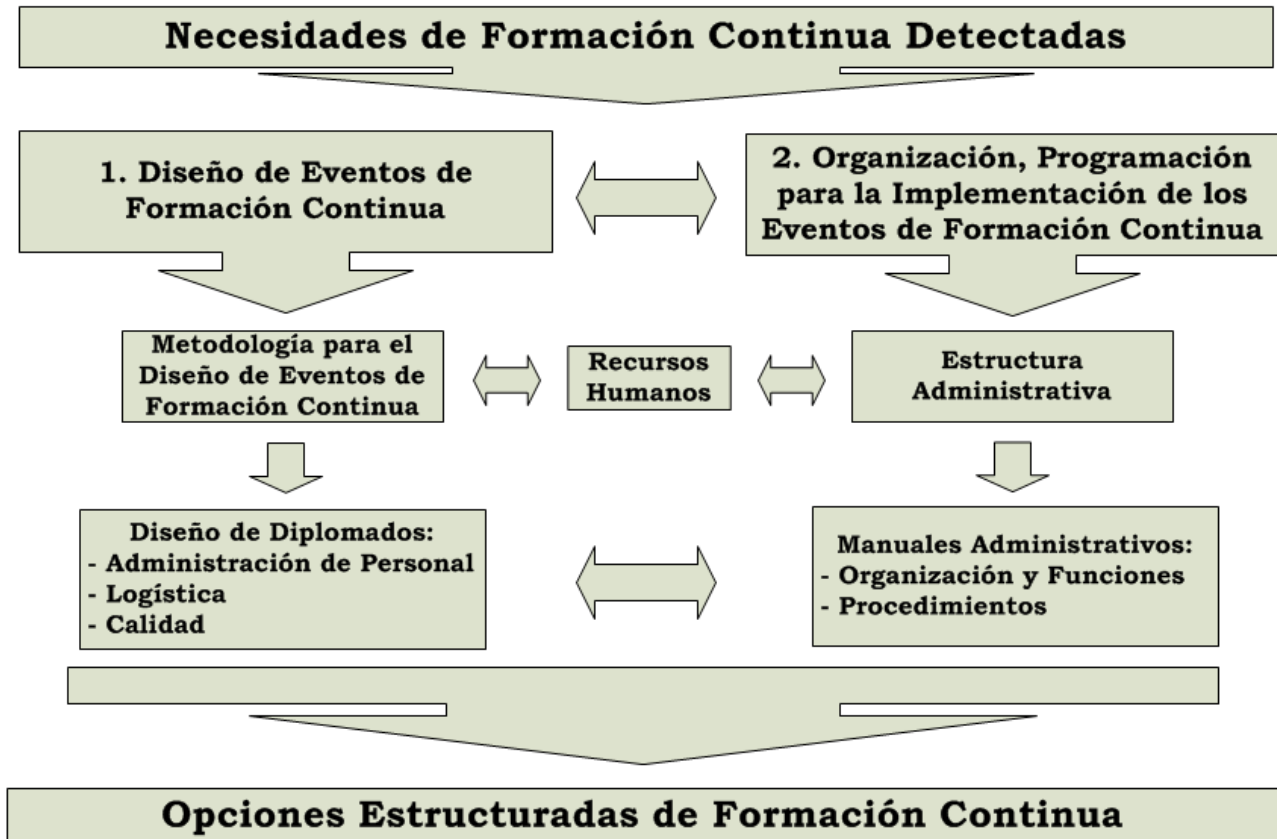 Necesidades de Formación Continua Detectadas
1. Diseño de Eventos de
Formación Continua
2. Organización, Programación
para la Implementación de los
Eventos de Formación Continua
Metodología para el
Diseño de Eventos de
Formación Continua
Recursos
Humanos
Estructura
Administrativa
Diseño de Diplomados:
- Administración de Personal
- Logística
- Calidad
Manuales Administrativos:
- Organización y Funciones
- Procedimientos
Opciones Estructuradas de Formación Continua